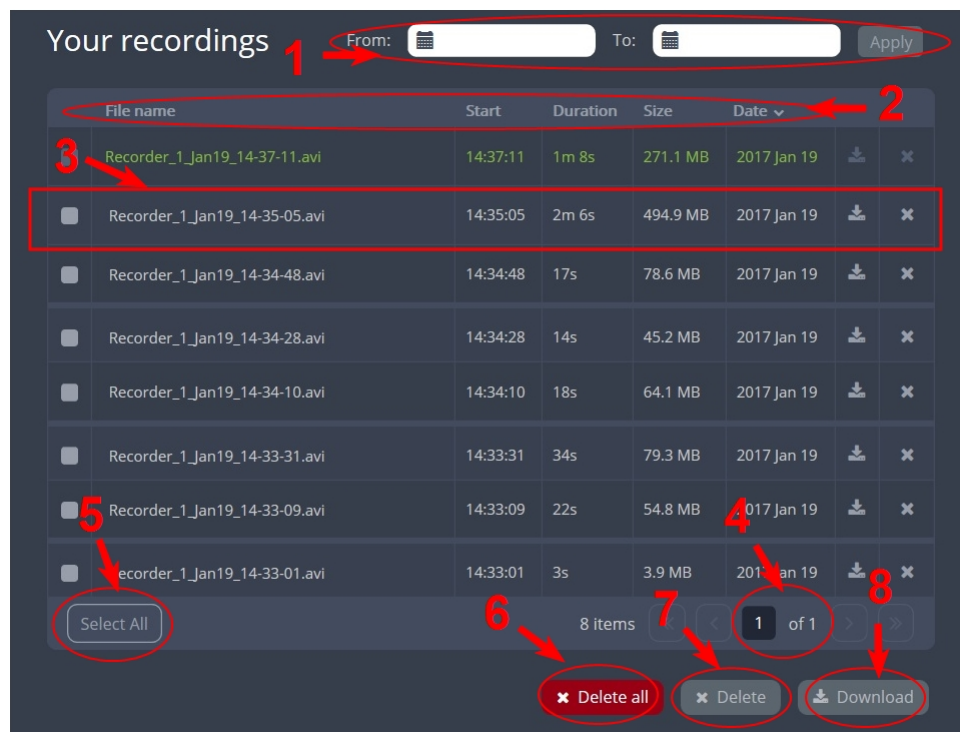 Your recordings 1 From: To: Apply
File name Start Duration Size Date 2
3 Recorder_1_Jan19_14-37-11.avi 14:37:11 1m 8s 271.1 MB 2017 Jan 19
Recorder_1_Jan19_14-35-05.avi 14:35:05 2m 6s 494.9 MB 2017 Jan 19
Recorder_1_Jan19_14-34-48.avi 14:34:48 17s 78.6 MB 2017 Jan 19
Recorder_1_Jan19_14-34-28.avi 14:34:28 14s 45.2 MB 2017 Jan 19
Recorder_1_Jan19_14-34-10.avi 14:34:10 18s 64.1 MB 2017 Jan 19
Recorder_1_Jan19_14-33-31.avi 14:33:31 34s 79.3 MB 2017 Jan 19
5 Recorder_1_Jan19_14-33-09.avi 14:33:09 22s 54.8 MB 4 2017 Jan 19
Recorder_1_Jan19_14-33-01.avi 14:33:01 3s 3.9 MB 2017 Jan 19 8
Select All 6 8 items 7 1 of 1
Delete all Delete Download